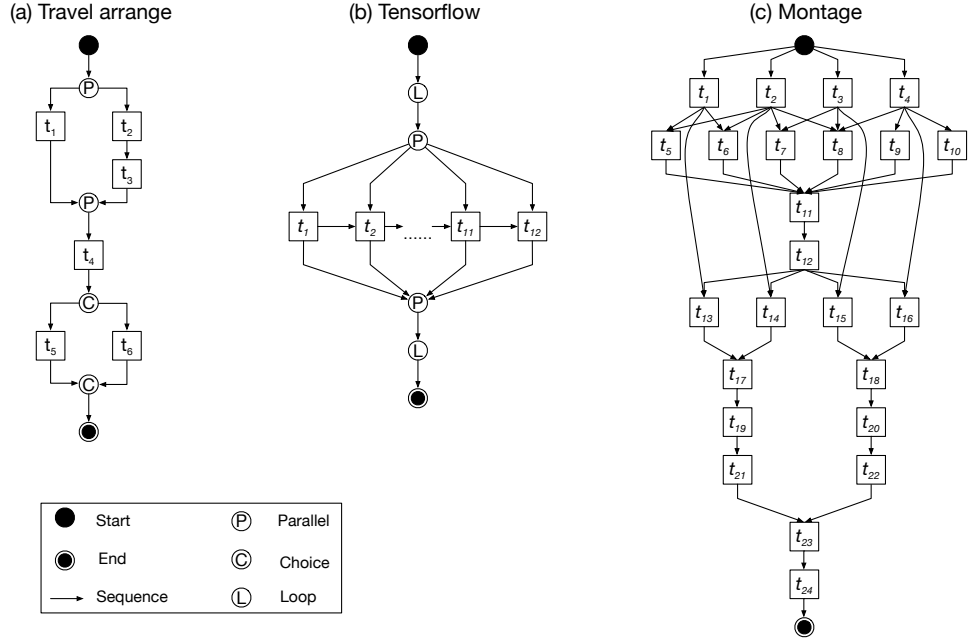 (a) Travel arrange
(b) Tensorflow
(c) Montage
P
t1
t2
t3
P
t4
C
t5
t6
C
L
P
t1
t2
......
t11
t12
P
L
t1
t2
t3
t4
t5
t6
t7
t8
t9
t10
t11
t12
t13
t14
t15
t16
t17
t18
t19
t20
t21
t22
t23
t24
Start
P Parallel
End
C Choice
Sequence
L Loop